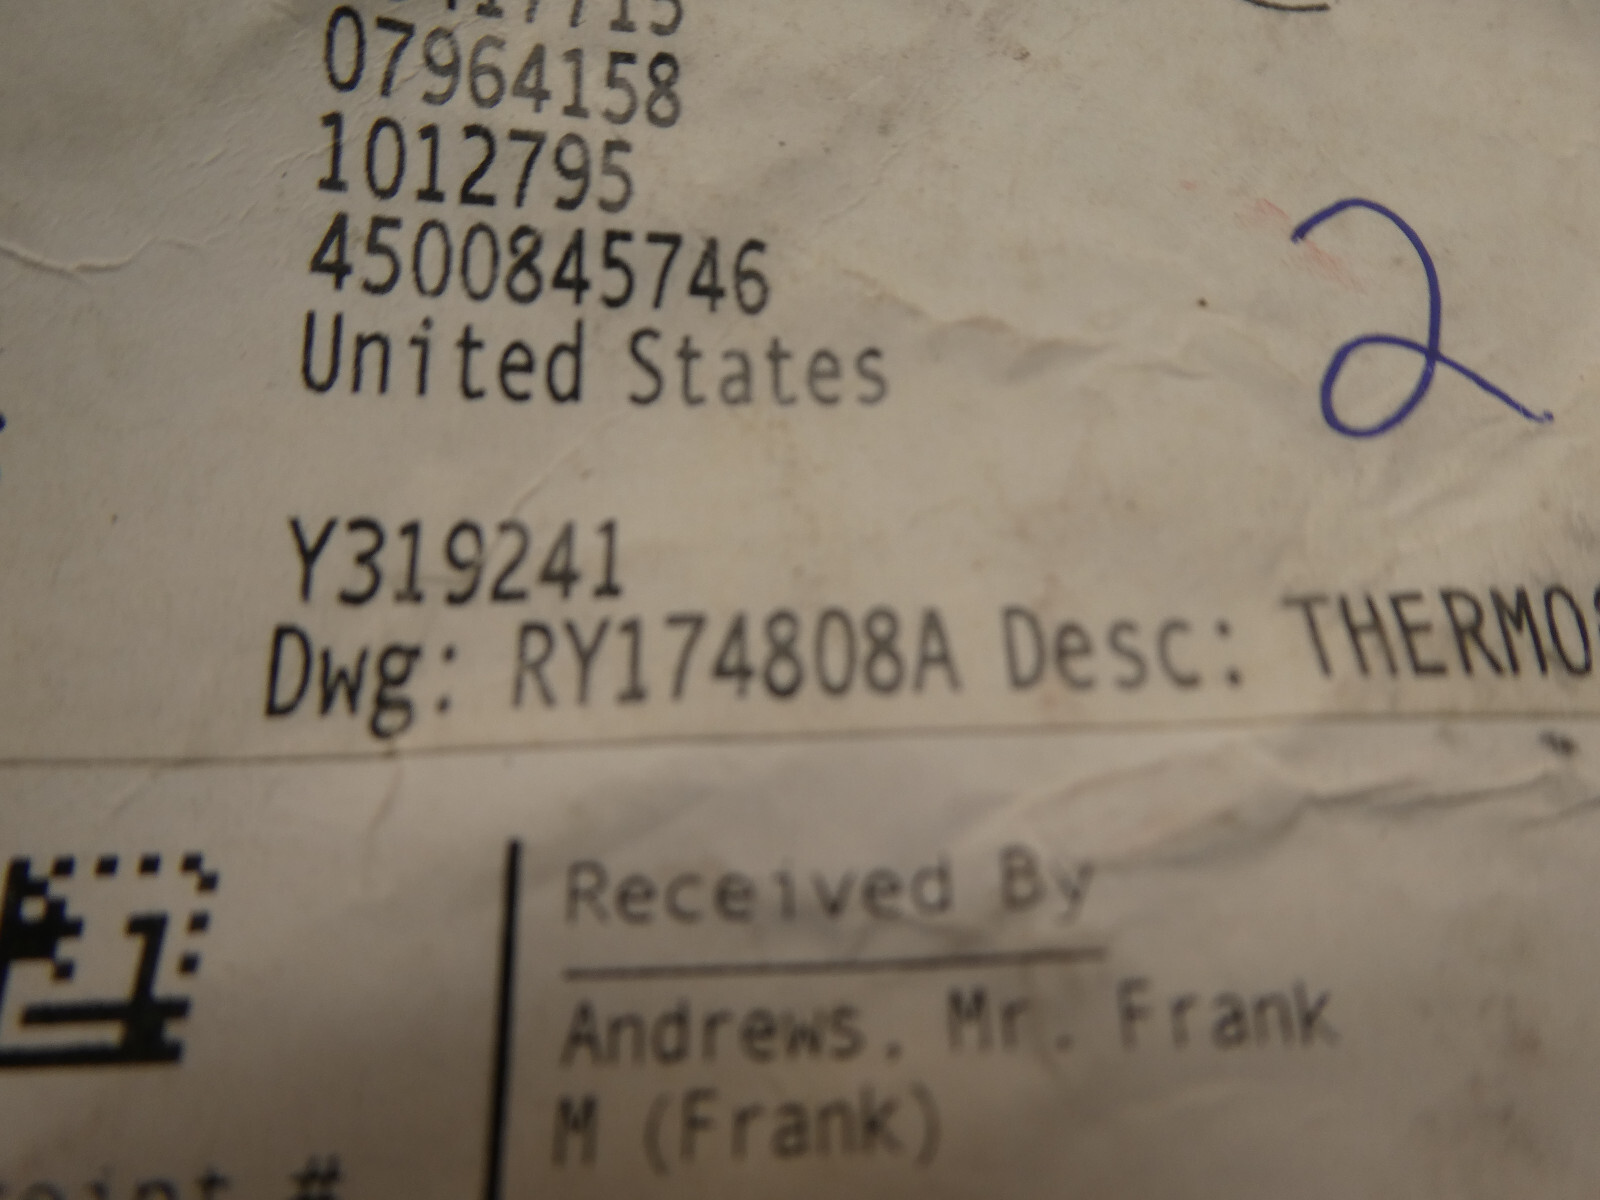 07964158
1012795
4500845746
United States
2
Y319241
Dwg: RY174808A Desc: THERMO
Received By
Andrews, Mr. Frank
M (Frank)
#